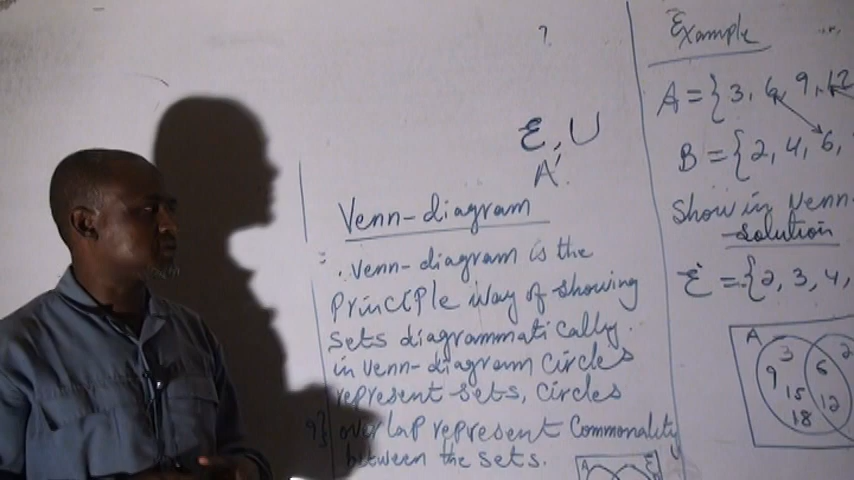 ?
ℰ, U
A'.
Venn-diagram
. Venn-diagram is the
principle way of showing
sets diagrammatically.
in Venn-diagram circles
represent sets, circles
overlap represent Commonality
between the sets.
A ℰ
9}
Example
A = { 3, 6, 9, 12
B = { 2, 4, 6,
Show in Venn-
solution
ℰ = { 2, 3, 4,
A
3 2
9 6
15 12
18